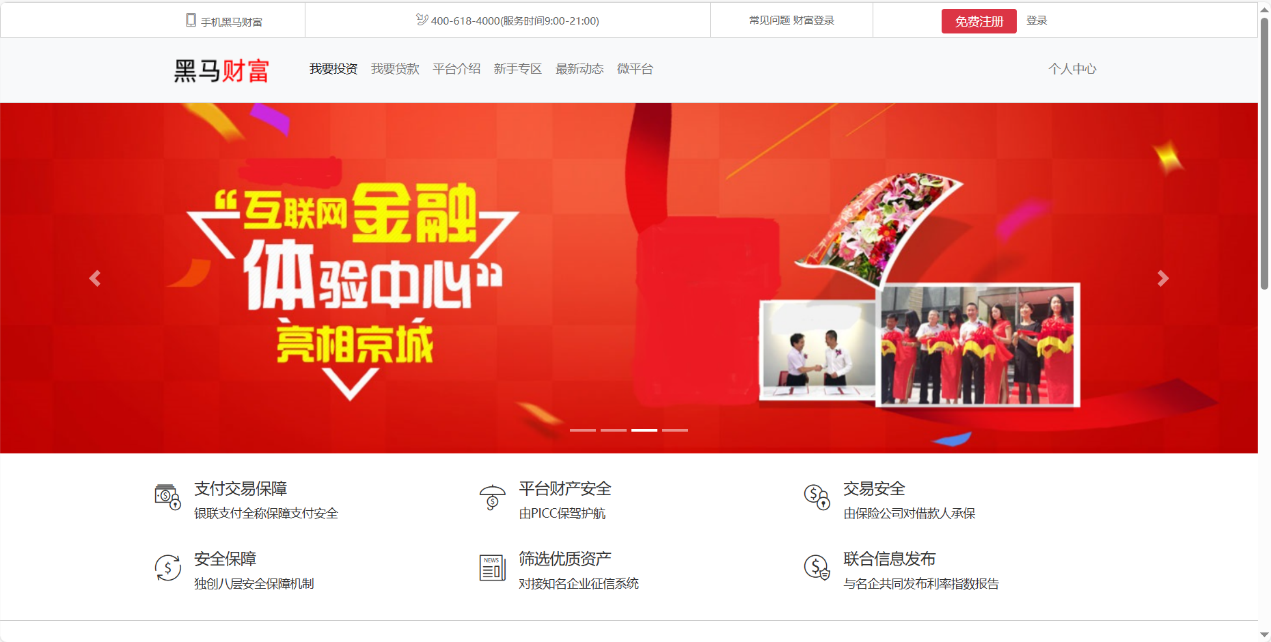 手机黑马财富
400-618-4000(服务时间9:00-21:00)
常见问题 财富登录
免费注册
登录
黑马财富
我要投资
我要贷款
平台介绍
新手专区
最新动态
微平台
个人中心
“互联网金融
体验中心”
亮相京城
支付交易保障
银联支付全称保障支付安全
平台财产安全
由PICC保驾护航
交易安全
由保险公司对借款人承保
安全保障
独创八层安全保障机制
NEWS
筛选优质资产
对接知名企业征信系统
联合信息发布
与名企共同发布利率指数报告